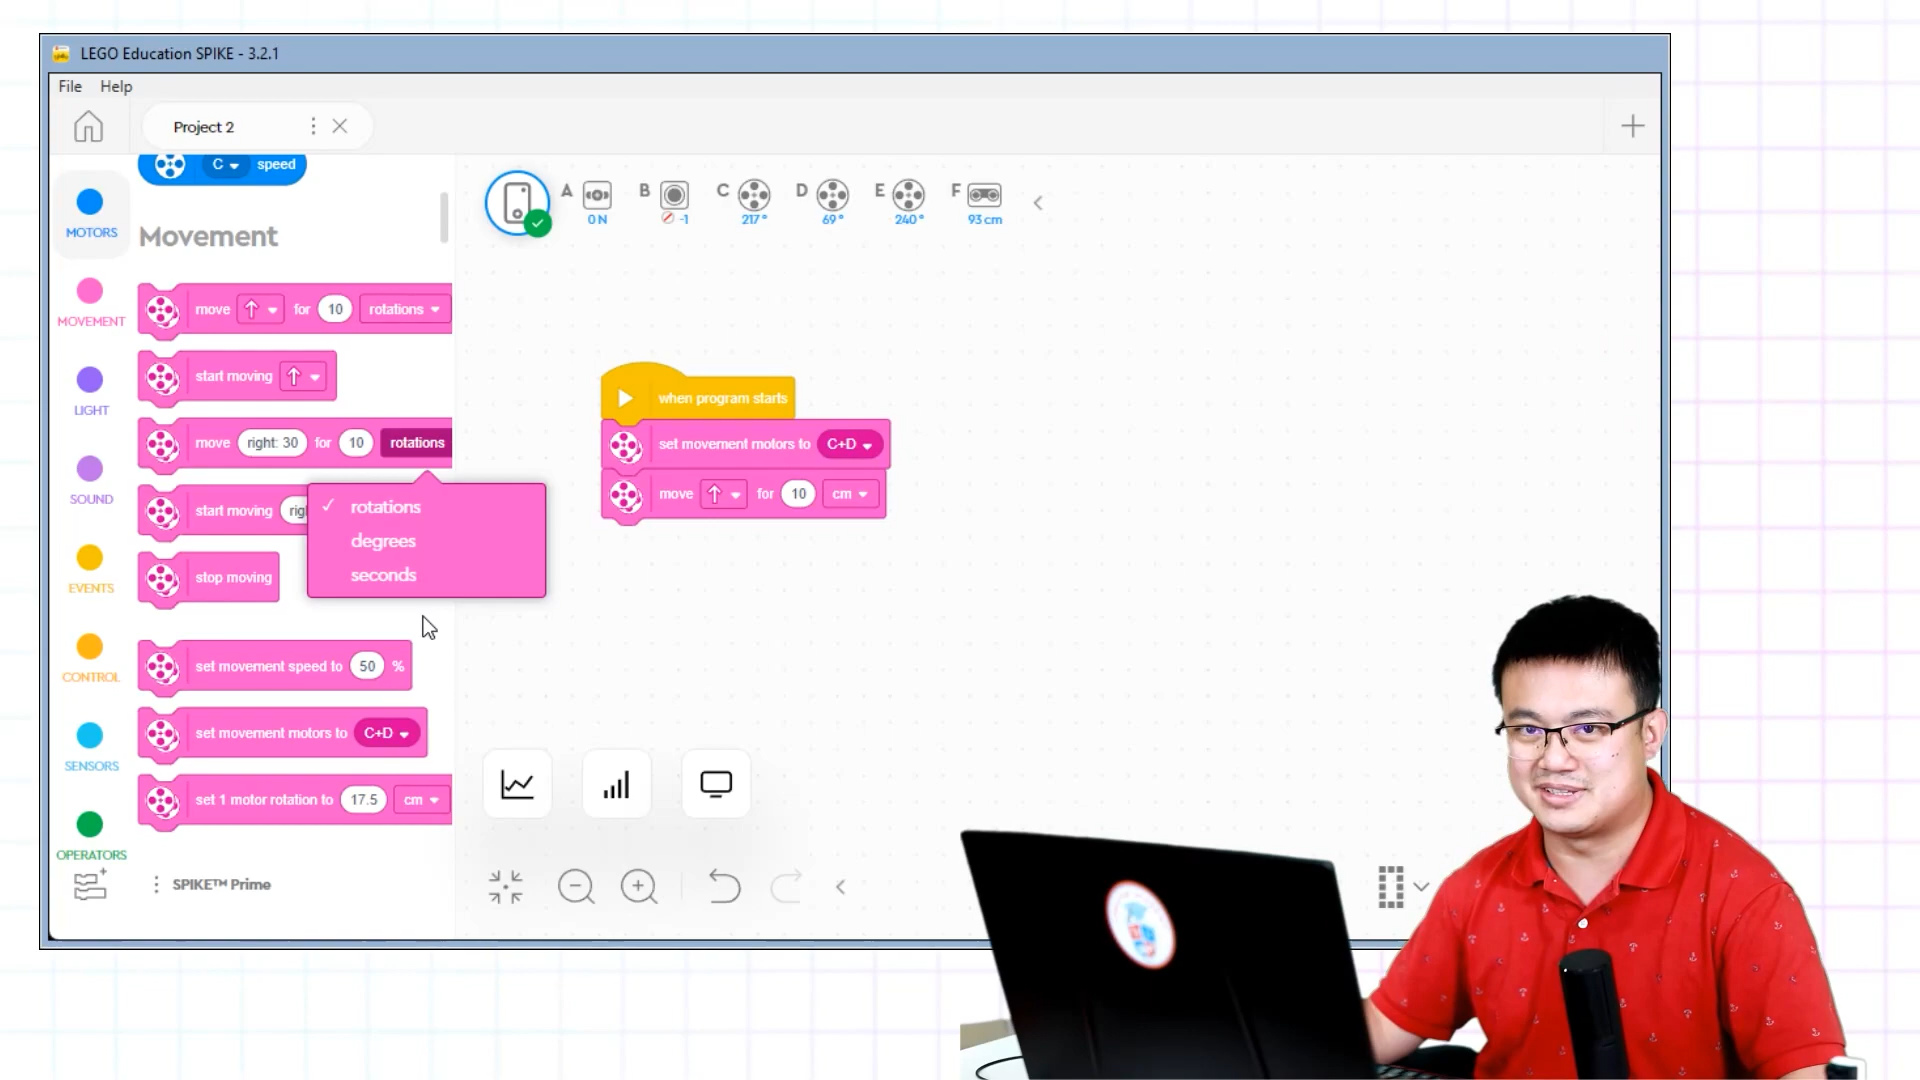 LEGO Education SPIKE - 3.2.1
File Help
Project 2
C speed
A B C D E F
0 N -1 217° 69° 240° 93 cm
MOTORS
Movement
MOVEMENT
move for 10 rotations
start moving
LIGHT
move right: 30 for 10 rotations
SOUND
start moving
rotations
degrees
seconds
stop moving
EVENTS
when program starts
set movement motors to C+D
move for 10 cm
CONTROL
set movement speed to 50 %
SENSORS
set movement motors to C+D
set 1 motor rotation to 17.5 cm
OPERATORS
SPIKE™ Prime